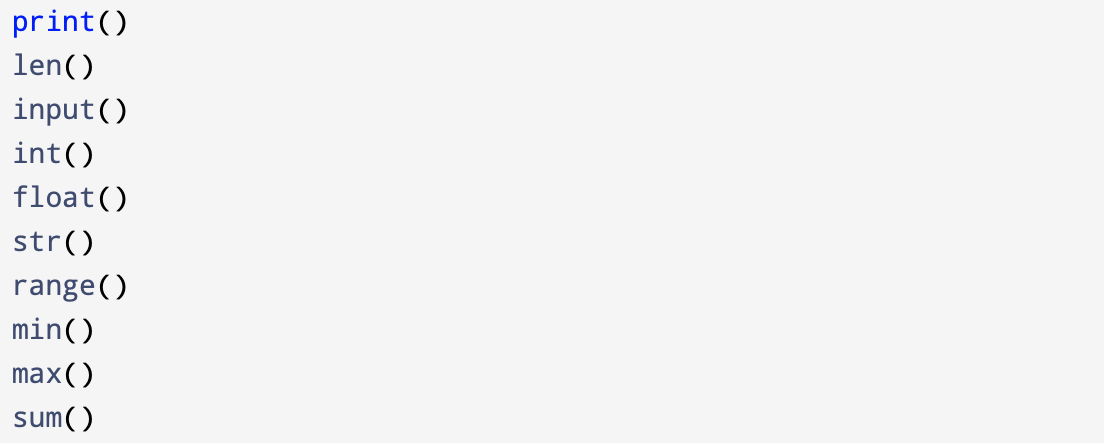 print()
len()
input()
int()
float()
str()
range()
min()
max()
sum()